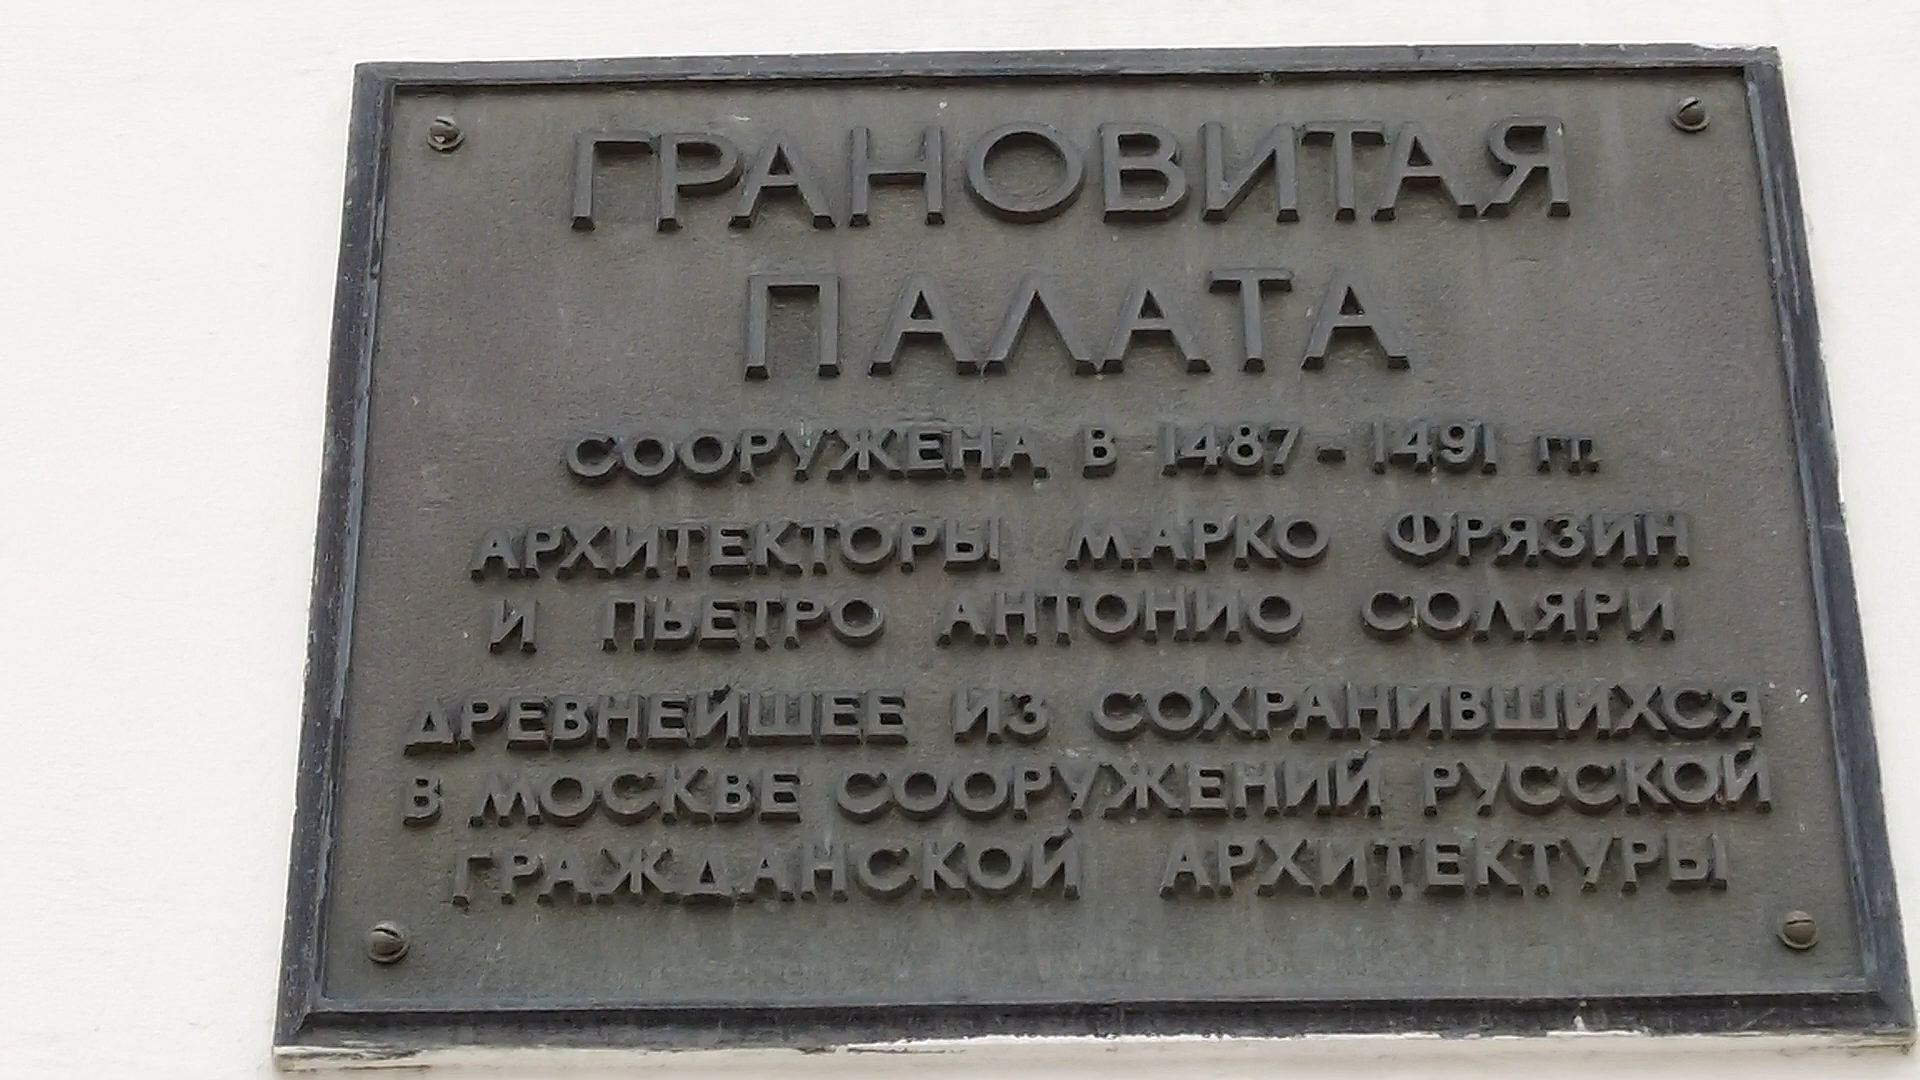 ГРАНОВИТАЯ
ПАЛАТА
СООРУЖЕНА В 1487 - 1491 гг.
АРХИТЕКТОРЫ МАРКО ФРЯЗИН
И ПЬЕТРО АНТОНИО СОЛЯРИ
ДРЕВНЕЙШЕЕ ИЗ СОХРАНИВШИХСЯ
В МОСКВЕ СООРУЖЕНИЙ РУССКОЙ
ГРАЖДАНСКОЙ АРХИТЕКТУРЫ